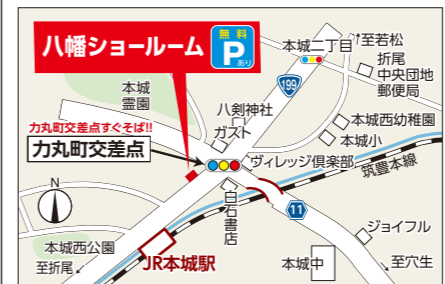 八幡ショールーム
無料
P
あり
本城二丁目
至若松
折尾
中央団地
郵便局
199
本城
霊園
八剣神社
ガスト
本城西幼稚園
本城小
力丸町交差点すぐそば!!
力丸町交差点
ヴィレッジ倶楽部
筑豊本線
N
白石書店
11
ジョイフル
本城西公園
至折尾
JR本城駅
本城中
至穴生